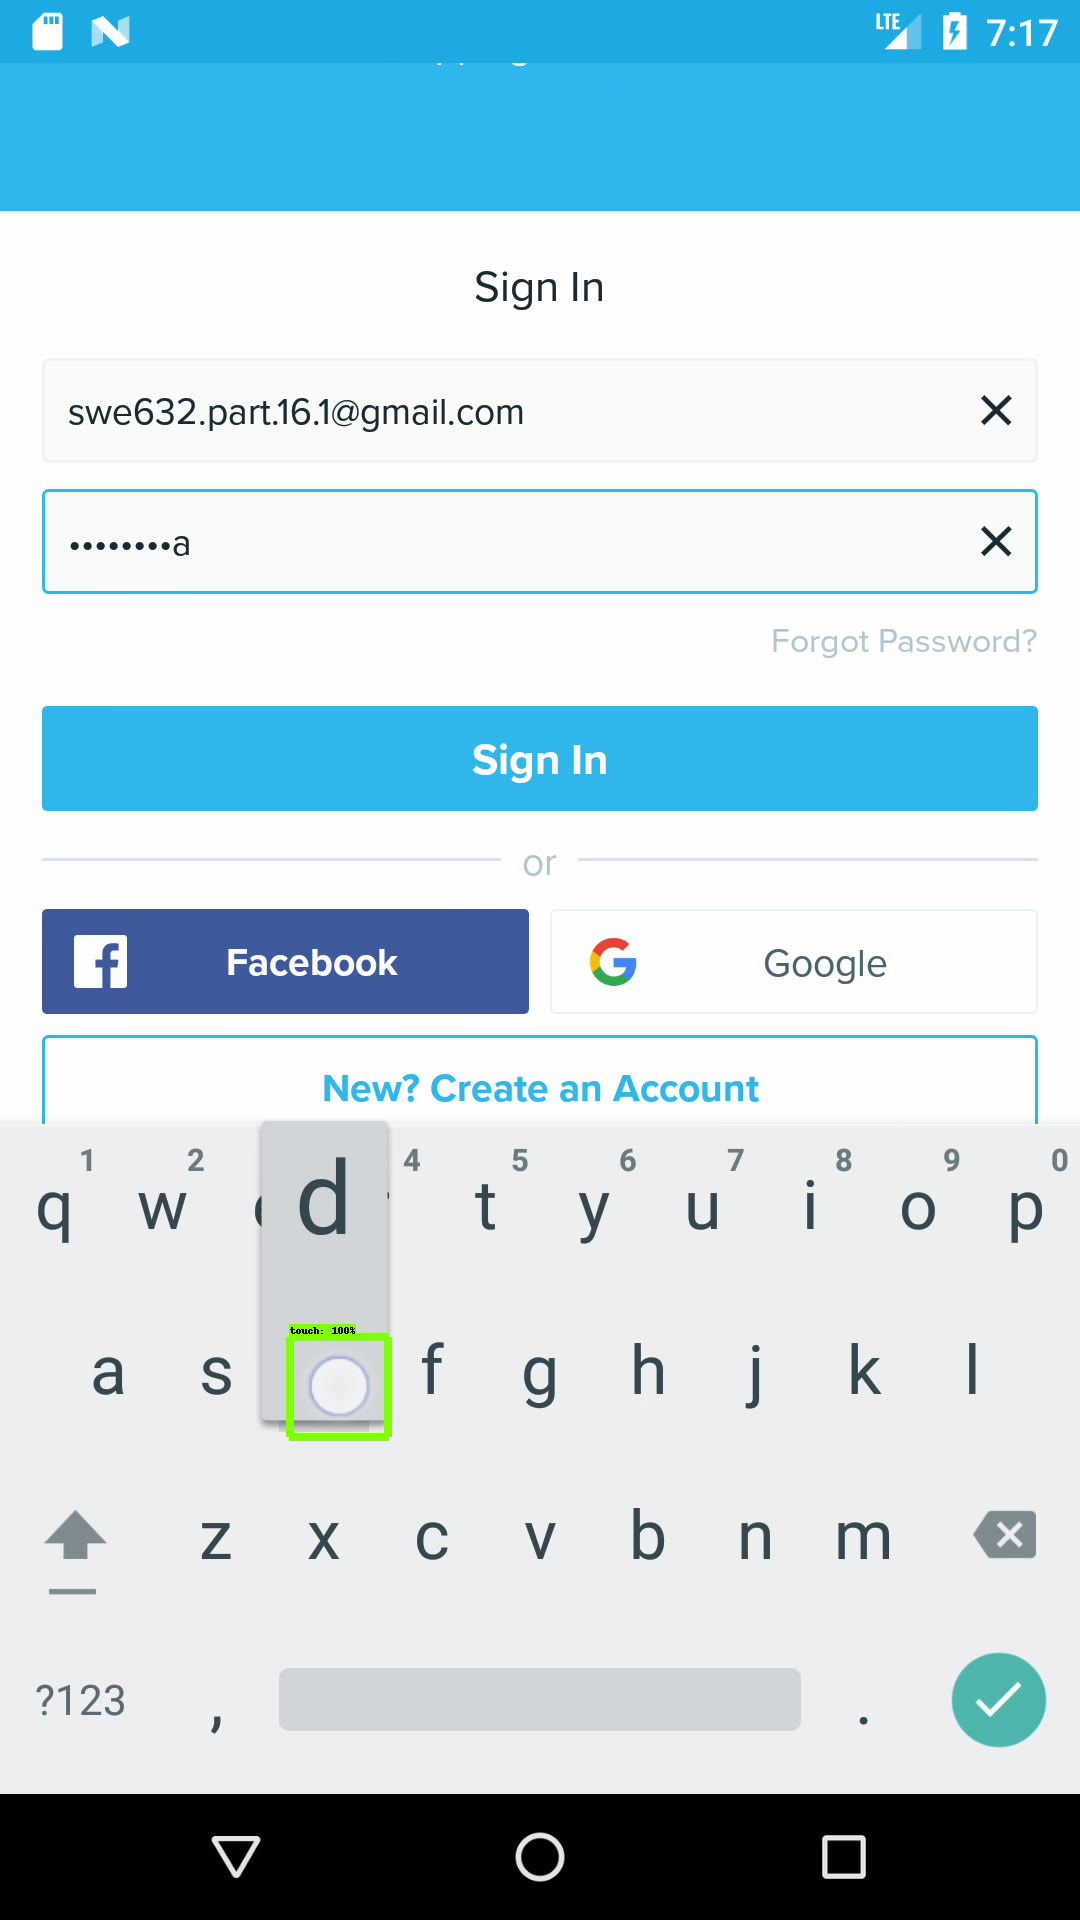 LTE 7:17
Sign In
swe632.part.16.1@gmail.com
••••••••a
Forgot Password?
Sign In
or
Facebook
Google
New? Create an Account
1 2 4 5 6 7 8 9 0
q w t y u i o p
d
touch: 100%
a s f g h j k l
z x c v b n m
?123 , .